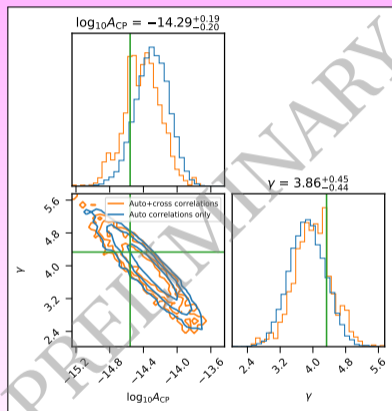 log₁₀A_CP = −14.29^{+0.19}_{−0.20}
Auto+cross correlations
Auto correlations only
γ = 3.86^{+0.45}_{−0.44}
γ
5.6
4.8
4.0
3.2
2.4
−15.2 −14.8 −14.4 −14.0 −13.6
log₁₀A_CP
2.4 3.2 4.0 4.8 5.6
γ
PRELIMINARY